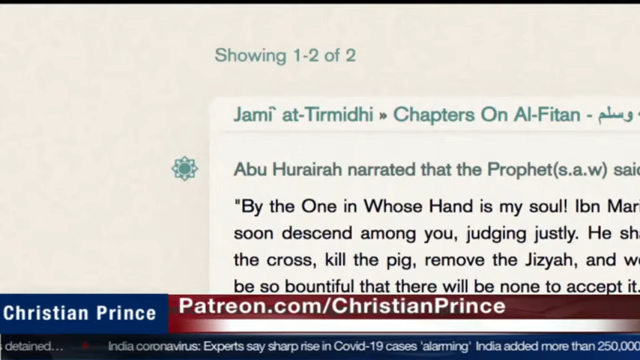 Showing 1-2 of 2
Jami` at-Tirmidhi » Chapters On Al-Fitan - وسلم
Abu Hurairah narrated that the Prophet(s.a.w) said
"By the One in Whose Hand is my soul! Ibn Mari
soon descend among you, judging justly. He sha
the cross, kill the pig, remove the Jizyah, and we
be so bountiful that there will be none to accept it.
Christian Prince
Patreon.com/ChristianPrince
s detained... India coronavirus: Experts say sharp rise in Covid-19 cases 'alarming' India added more than 250,000